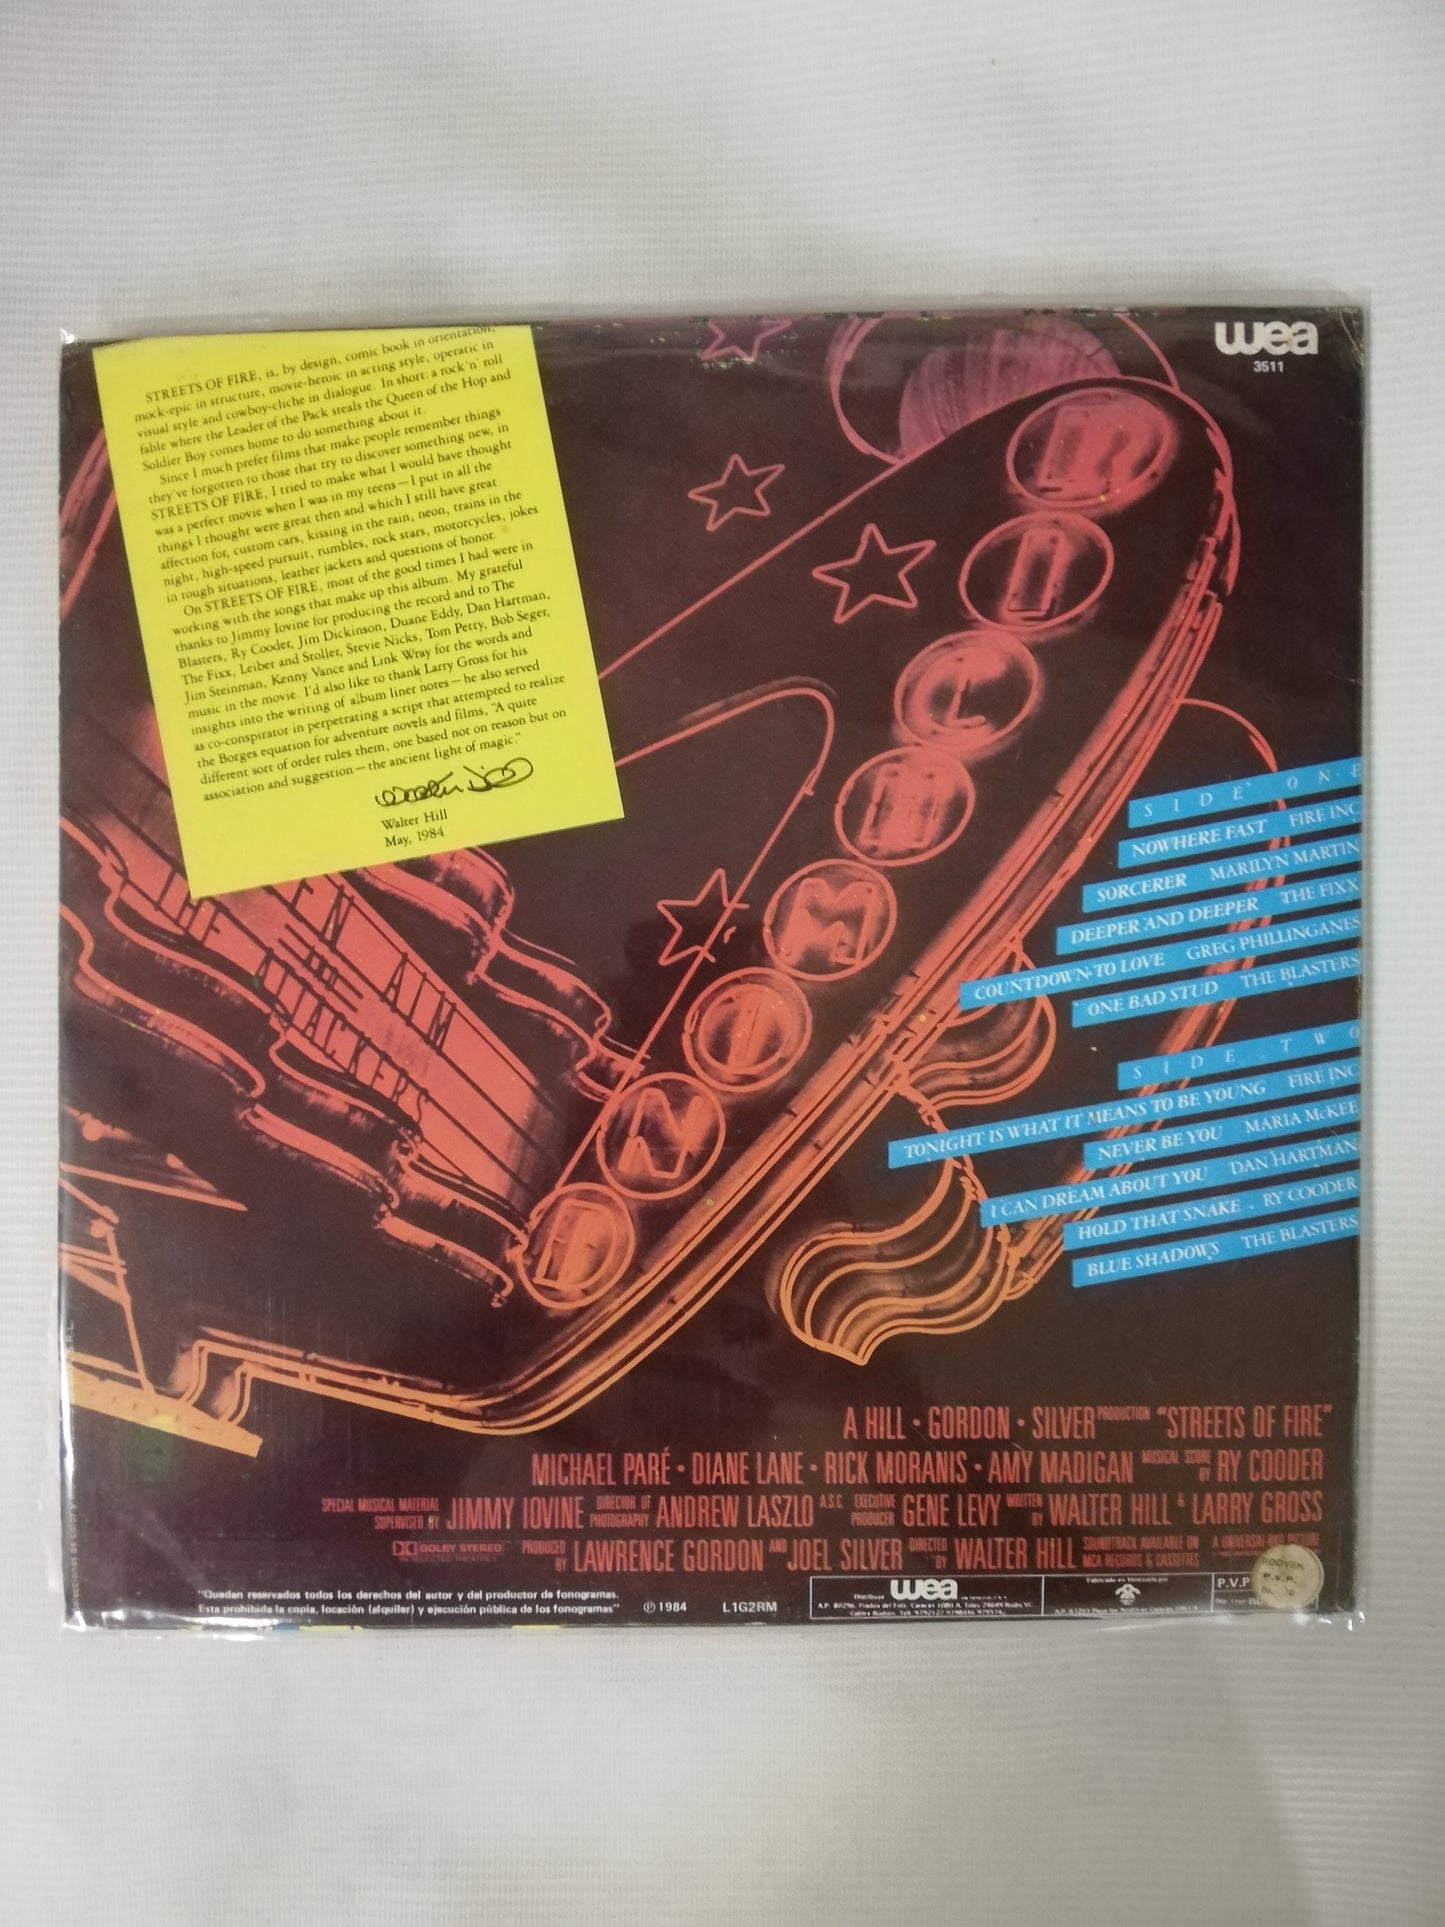 STREETS OF FIRE, is, by design, comic book in orientation,
mock-epic in structure, movie-heroic in acting style, operatic in
visual style and cowboy-cliche in dialogue. In short: a rock 'n' roll
fable where the Leader of the Pack steals the Queen of the Hop and
Soldier Boy comes home to do something about it.
Since I much prefer films that make people remember things
they've forgotten to those that try to discover something new, in
STREETS OF FIRE, I tried to make what I would have thought
was a perfect movie when I was in my teens—I put in all the
things I thought were great then and which I still have great
affection for, custom cars, kissing in the rain, neon, trains in the
night, high-speed pursuit, rumbles, rock stars, motorcycles, jokes
in tough situations, leather jackets and questions of honor.
On STREETS OF FIRE, most of the good times I had were in
working with the songs that make up this album. My grateful
thanks to Jimmy Iovine for producing the record and to The
Blasters, Ry Cooder, Jim Dickinson, Duane Eddy, Dan Hartman,
The Fixx, Leiber and Stoller, Stevie Nicks, Tom Petty, Bob Seger,
Jim Steinman, Kenny Vance and Link Wray for the words and
music in the movie. I'd also like to thank Larry Gross for his
insights into the writing of album liner notes—he also served
as co-conspirator in perpetrating a script that attempted to realize
the Borges equation for adventure novels and films, "A quite
different sort of order rules them, one based not on reason but on
association and suggestion—the ancient light of magic."
Walter Hill
Walter Hill
May, 1984
wea
3511
RICHMOND
EN AIM
THE
ATTACKERS
SIDE ONE
NOWHERE FAST FIRE INC
SORCERER MARILYN MARTIN
DEEPER AND DEEPER THE FIXX
COUNTDOWN TO LOVE GREG PHILLINGANES
ONE BAD STUD THE BLASTERS
SIDE TWO
TONIGHT IS WHAT IT MEANS TO BE YOUNG FIRE INC
NEVER BE YOU MARIA McKEE
I CAN DREAM ABOUT YOU DAN HARTMAN
HOLD THAT SNAKE . RY COODER
BLUE SHADOWS THE BLASTERS
A HILL • GORDON • SILVER PRODUCTION "STREETS OF FIRE"
MICHAEL PARÉ • DIANE LANE • RICK MORANIS • AMY MADIGAN MUSICAL SCORE BY RY COODER
SPECIAL MUSICAL MATERIAL SUPERVISED BY JIMMY IOVINE DIRECTOR OF PHOTOGRAPHY ANDREW LASZLO A.S.C. EXECUTIVE PRODUCER GENE LEVY WRITTEN BY WALTER HILL & LARRY GROSS
DOLBY STEREO IN SELECTED THEATRES PRODUCED BY LAWRENCE GORDON AND JOEL SILVER DIRECTED BY WALTER HILL SOUNDTRACK AVAILABLE ON MCA RECORDS & CASSETTES A UNIVERSAL-RKO PICTURE
"Quedan reservados todos los derechos del autor y del productor de fonogramas.
Esta prohibida la copia, locación (alquiler) y ejecución pública de los fonogramas"
Ⓟ 1984 L1G2RM
Distribuye wea
Fabricado en Venezuela por
P.V.P
ROOVEN
P.V.P.
S.R.L.